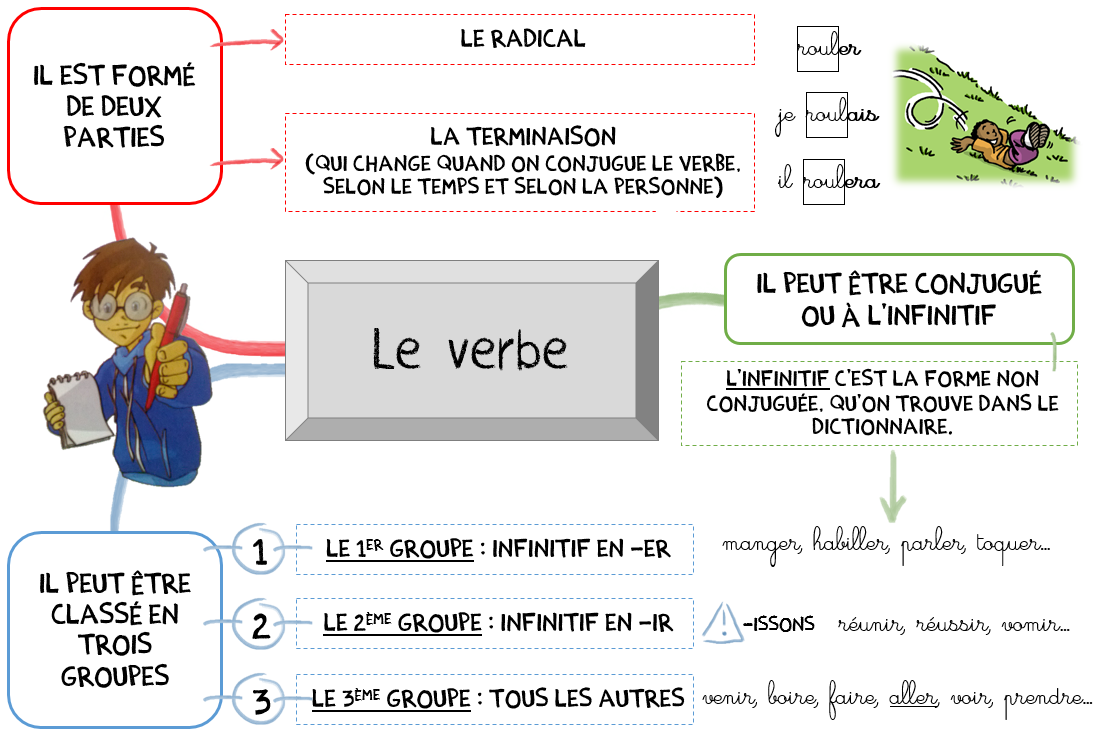 IL EST FORMÉ
DE DEUX
PARTIES
LE RADICAL
LA TERMINAISON
(QUI CHANGE QUAND ON CONJUGUE LE VERBE,
SELON LE TEMPS ET SELON LA PERSONNE)
rouler
je roulais
il roulera
Le verbe
IL PEUT ÊTRE CONJUGUÉ
OU À L'INFINITIF
L'INFINITIF C'EST LA FORME NON
CONJUGUÉE, QU'ON TROUVE DANS LE
DICTIONNAIRE.
IL PEUT ÊTRE
CLASSÉ EN
TROIS
GROUPES
1 LE 1ER GROUPE : INFINITIF EN -ER
manger, habiller, parler, toquer...
2 LE 2ÈME GROUPE : INFINITIF EN -IR
! -ISSONS réunir, réussir, vomir...
3 LE 3ÈME GROUPE : TOUS LES AUTRES
venir, boire, faire, aller, voir, prendre...